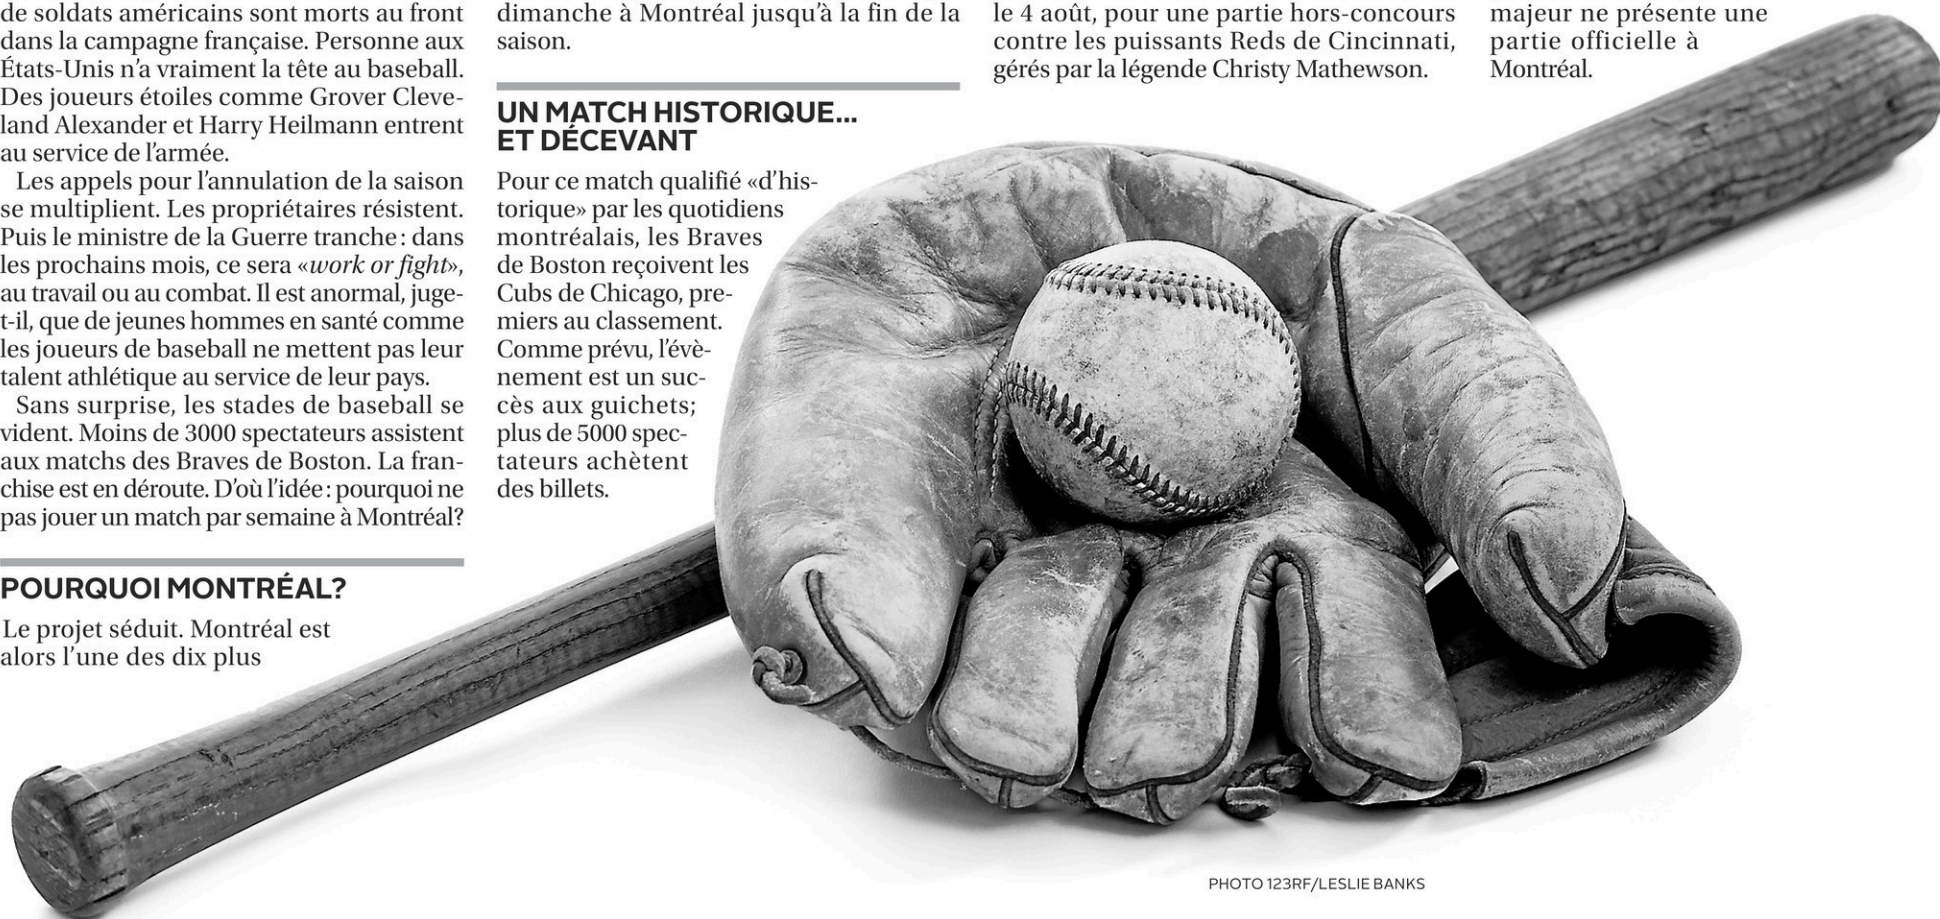 de soldats américains sont morts au front
dans la campagne française. Personne aux
États-Unis n’a vraiment la tête au baseball.
Des joueurs étoiles comme Grover Cleve-
land Alexander et Harry Heilmann entrent
au service de l’armée.
Les appels pour l’annulation de la saison
se multiplient. Les propriétaires résistent.
Puis le ministre de la Guerre tranche : dans
les prochains mois, ce sera «work or fight»,
au travail ou au combat. Il est anormal, juge-
t-il, que de jeunes hommes en santé comme
les joueurs de baseball ne mettent pas leur
talent athlétique au service de leur pays.
Sans surprise, les stades de baseball se
vident. Moins de 3000 spectateurs assistent
aux matchs des Braves de Boston. La fran-
chise est en déroute. D’où l’idée : pourquoi ne
pas jouer un match par semaine à Montréal?
POURQUOI MONTRÉAL?
Le projet séduit. Montréal est
alors l’une des dix plus
dimanche à Montréal jusqu’à la fin de la
saison.
UN MATCH HISTORIQUE...
ET DÉCEVANT
Pour ce match qualifié «d’his-
torique» par les quotidiens
montréalais, les Braves
de Boston reçoivent les
Cubs de Chicago, pre-
miers au classement.
Comme prévu, l’évè-
nement est un suc-
cès aux guichets;
plus de 5000 spec-
tateurs achètent
des billets.
le 4 août, pour une partie hors-concours
contre les puissants Reds de Cincinnati,
gérés par la légende Christy Mathewson.
majeur ne présente une
partie officielle à
Montréal.
PHOTO 123RF/LESLIE BANKS